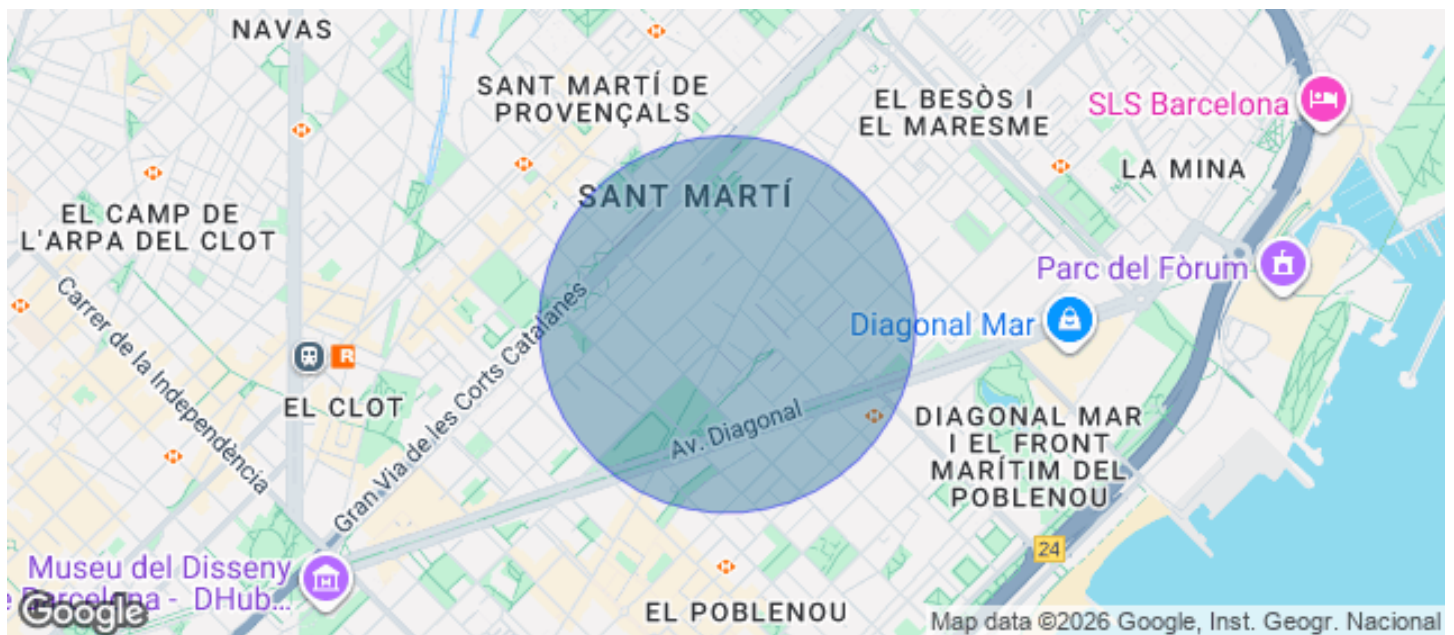 NAVAS
SANT MARTÍ DE
PROVENÇALS
EL BESÒS I
EL MARESME
SLS Barcelona
LA MINA
SANT MARTÍ
EL CAMP DE
L'ARPA DEL CLOT
Parc del Fòrum
Carrer de la Independència
Diagonal Mar
R
EL CLOT
Gran Via de les Corts Catalanes
Av. Diagonal
DIAGONAL MAR
I EL FRONT
MARÍTIM DEL
POBLENOU
24
Museu del Disseny
Barcelona - DHub...
EL POBLENOU
Google
Map data ©2026 Google, Inst. Geogr. Nacional